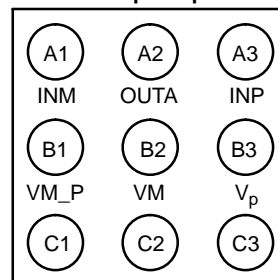 A1 A2 A3
INM OUTA INP
B1 B2 B3
VM_P VM Vp
C1 C2 C3